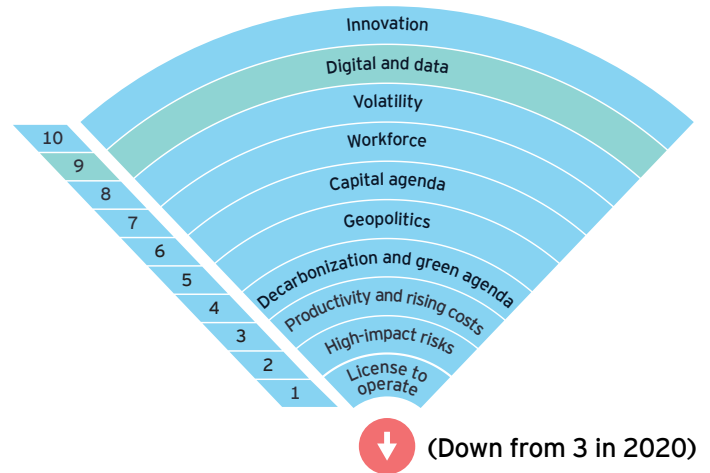 Innovation
Digital and data
Volatility
Workforce
Capital agenda
Geopolitics
Decarbonization and green agenda
Productivity and rising costs
High-impact risks
License to
operate
10
9
8
7
6
5
4
3
2
1
(Down from 3 in 2020)